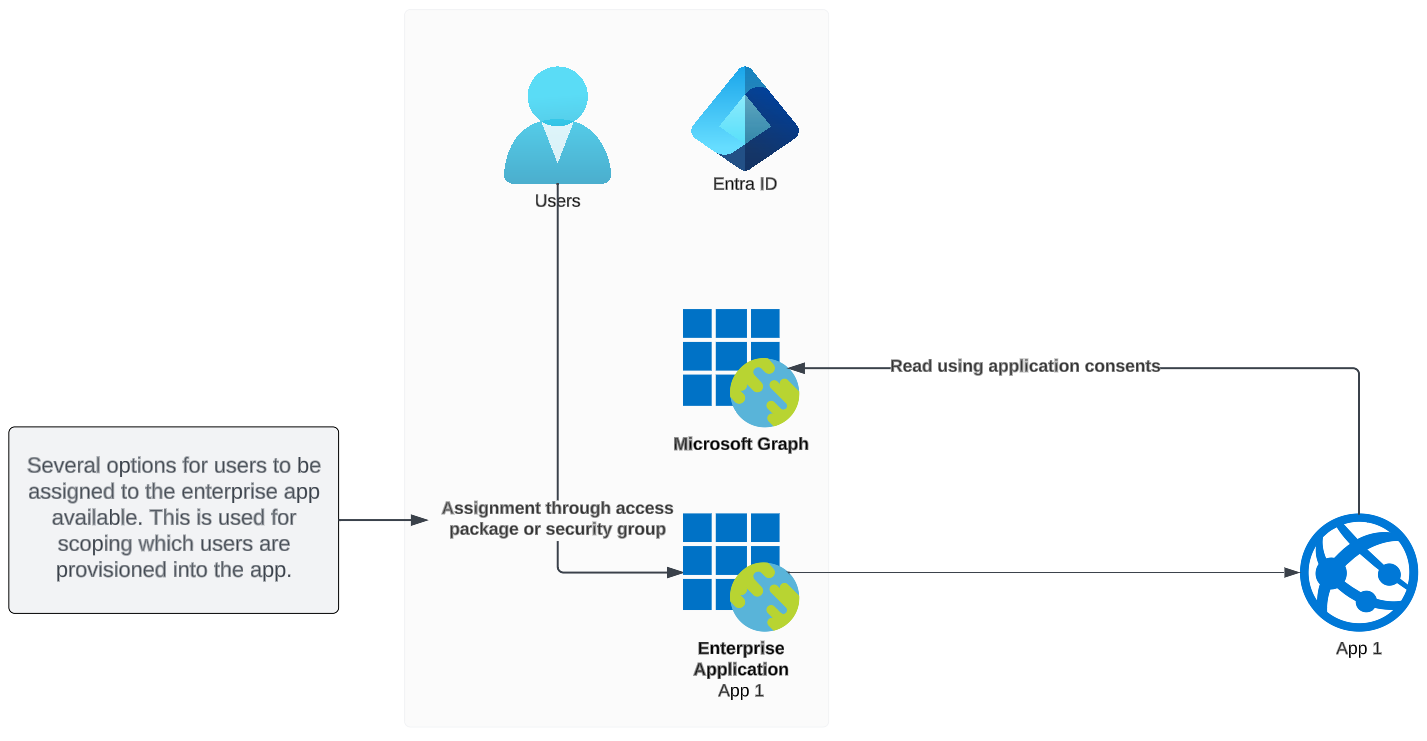 Users
Entra ID
Read using application consents
Microsoft Graph
Several options for users to be
assigned to the enterprise app
available. This is used for
scoping which users are
provisioned into the app.
Assignment through access
package or security group
Enterprise
Application
App 1
App 1